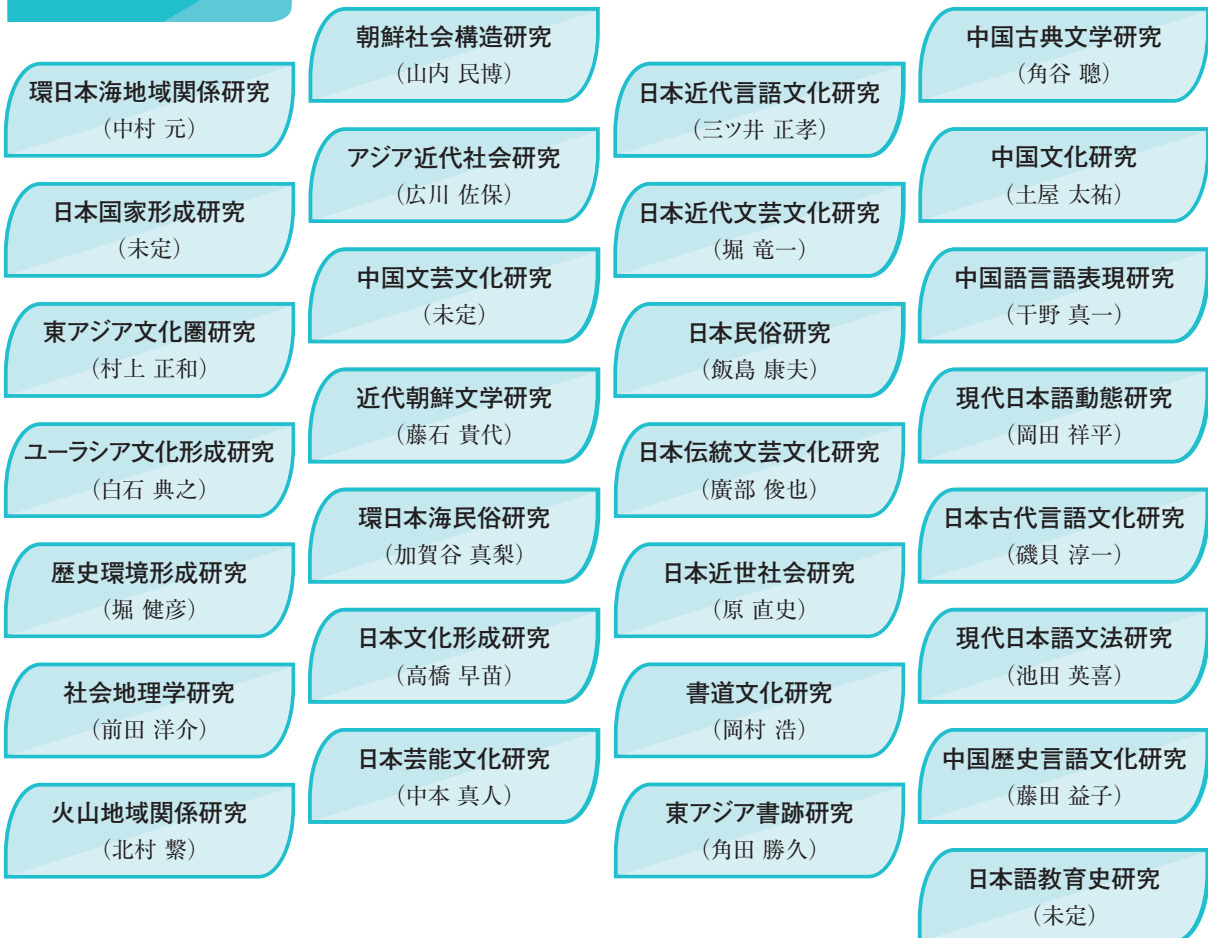 環日本海地域関係研究
（中村 元）
日本国家形成研究
（未定）
東アジア文化圏研究
（村上 正和）
ユーラシア文化形成研究
（白石 典之）
歴史環境形成研究
（堀 健彦）
社会地理学研究
（前田 洋介）
火山地域関係研究
（北村 繫）
朝鮮社会構造研究
（山内 民博）
アジア近代社会研究
（広川 佐保）
中国文芸文化研究
（未定）
近代朝鮮文学研究
（藤石 貴代）
環日本海民俗研究
（加賀谷 真梨）
日本文化形成研究
（高橋 早苗）
日本芸能文化研究
（中本 真人）
日本近代言語文化研究
（三ツ井 正孝）
日本近代文芸文化研究
（堀 竜一）
日本民俗研究
（飯島 康夫）
日本伝統文芸文化研究
（廣部 俊也）
日本近世社会研究
（原 直史）
書道文化研究
（岡村 浩）
東アジア書跡研究
（角田 勝久）
中国古典文学研究
（角谷 聰）
中国文化研究
（土屋 太祐）
中国語言語表現研究
（干野 真一）
現代日本語動態研究
（岡田 祥平）
日本古代言語文化研究
（磯貝 淳一）
現代日本語文法研究
（池田 英喜）
中国歴史言語文化研究
（藤田 益子）
日本語教育史研究
（未定）